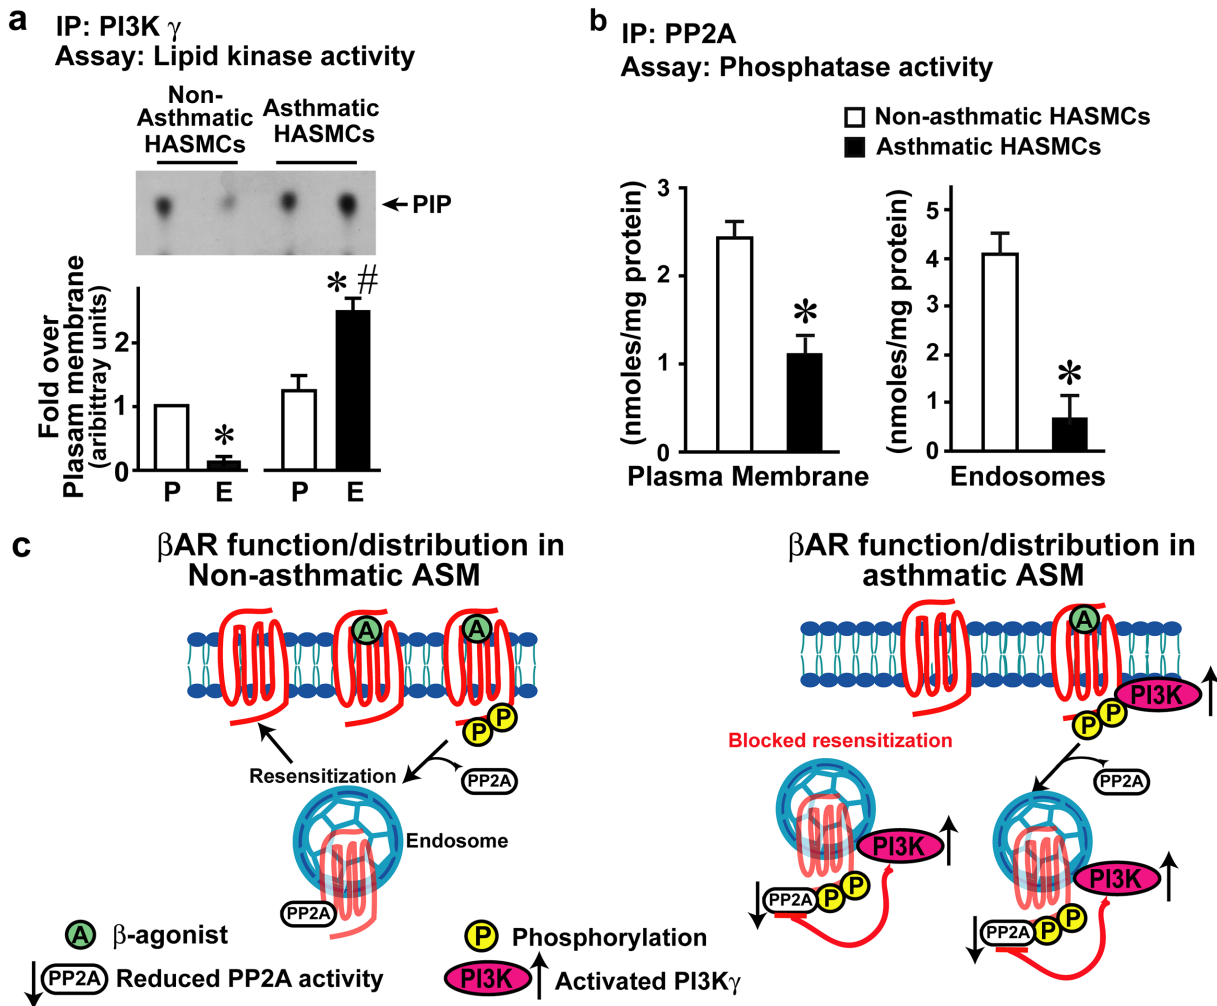 a
IP: PI3K γ
Assay: Lipid kinase activity
Non-
Asthmatic
HASMCs
Asthmatic
HASMCs
PIP
Fold over
Plasam membrane
(aribittray units)
2
1
0
*
* #
P E P E
b
IP: PP2A
Assay: Phosphatase activity
Non-asthmatic HASMCs
Asthmatic HASMCs
(nmoles/mg protein)
3
2
1
0
*
Plasma Membrane
(nmoles/mg protein)
5
4
3
2
1
0
*
Endosomes
c
βAR function/distribution in
Non-asthmatic ASM
A
A
P
P
Resensitization
PP2A
Endosome
PP2A
βAR function/distribution in
asthmatic ASM
A
PI3K
P
P
Blocked resensitization
PP2A
PI3K
PP2A
P
P
PI3K
PP2A
P
P
A β-agonist
P Phosphorylation
PP2A Reduced PP2A activity
PI3K Activated PI3Kγ